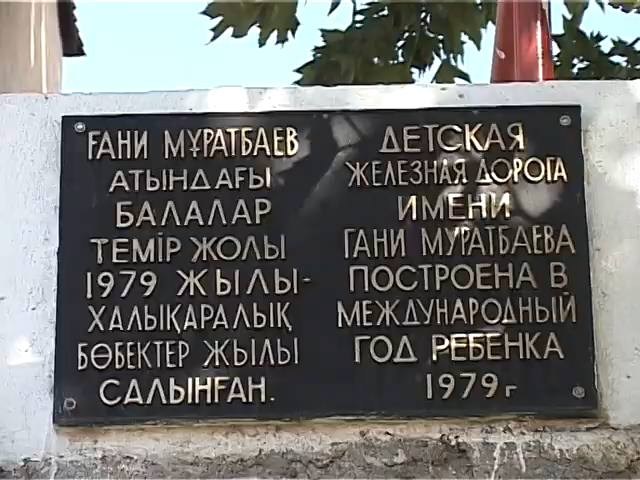 ҒАНИ МҰРАТБАЕВ
АТЫНДАҒЫ
БАЛАЛАР
ТЕМІР ЖОЛЫ
1979 ЖЫЛЫ-
ХАЛЫҚАРАЛЫҚ
БӨБЕКТЕР ЖЫЛЫ
САЛЫНҒАН.
ДЕТСКАЯ
ЖЕЛЕЗНАЯ ДОРОГА
ИМЕНИ
ГАНИ МУРАТБАЕВА
ПОСТРОЕНА В
МЕЖДУНАРОДНЫЙ
ГОД РЕБЕНКА
1979г